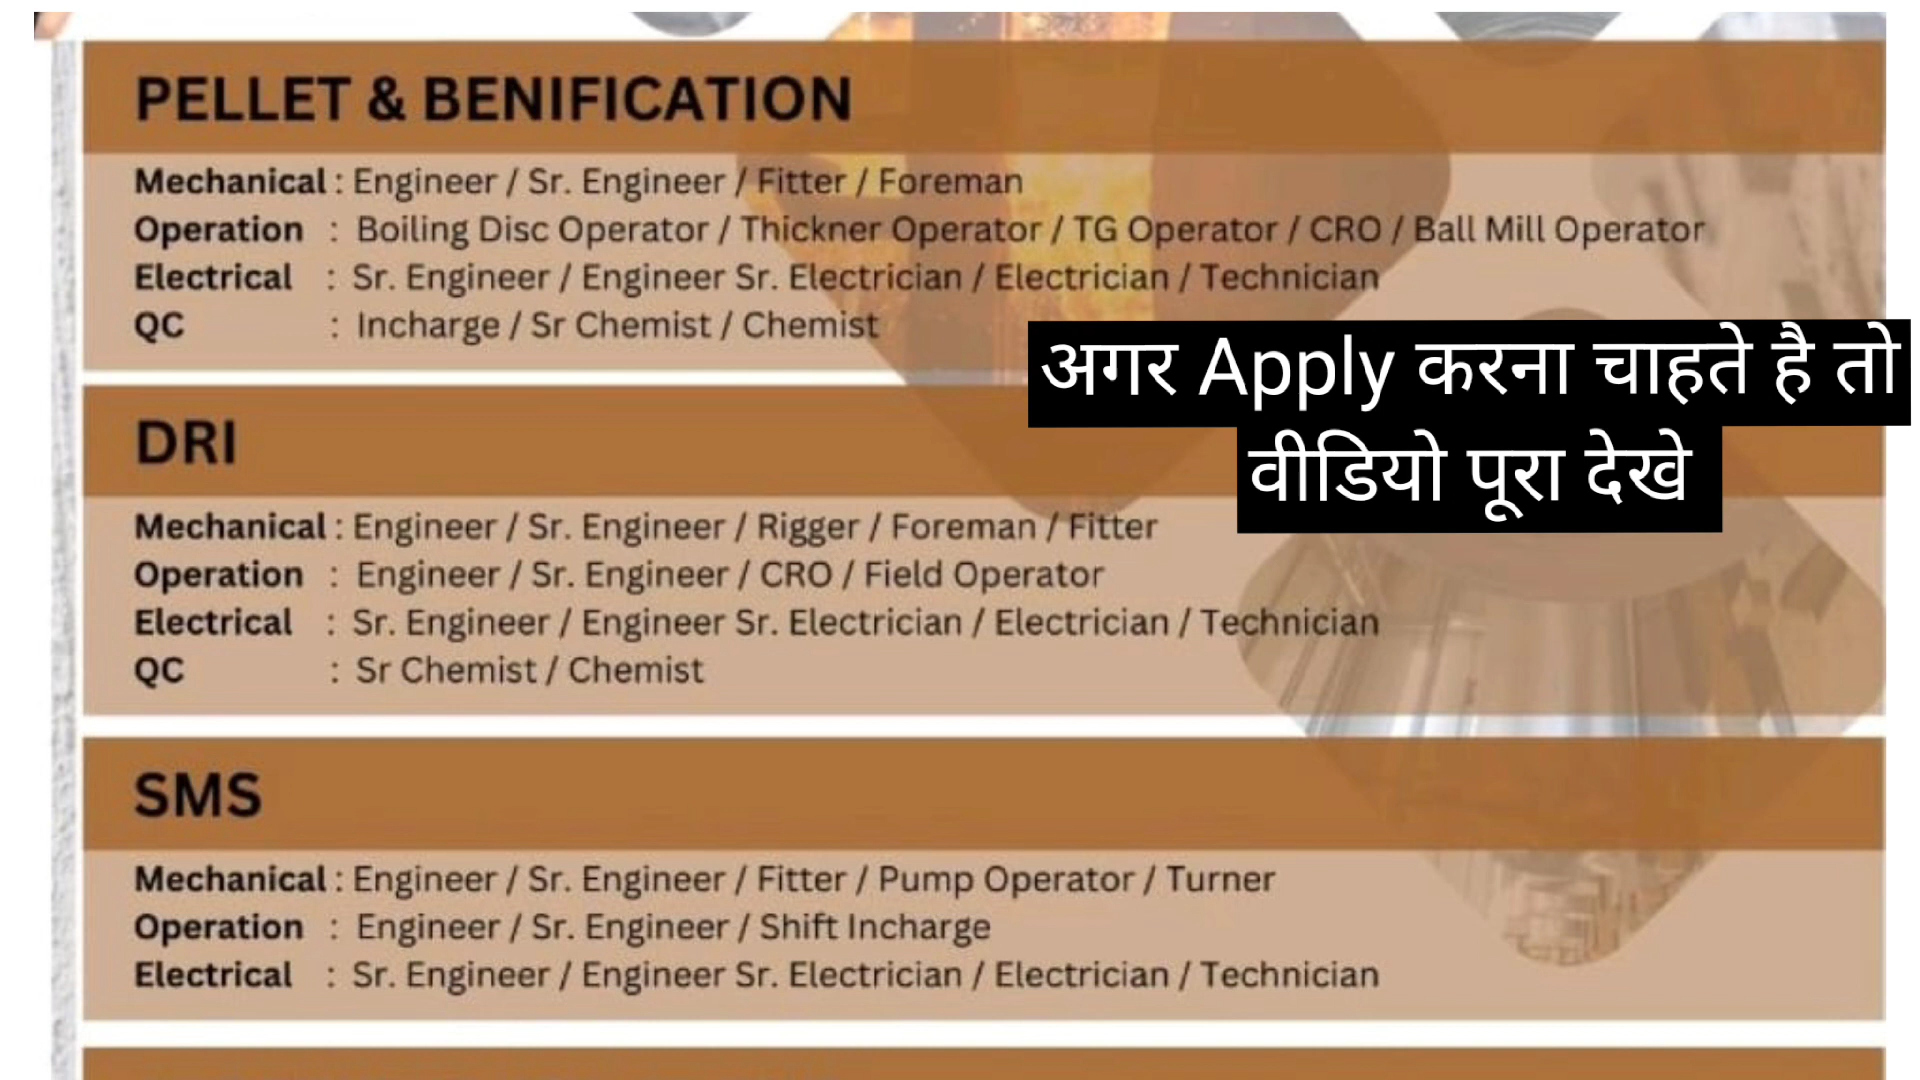 PELLET & BENIFICATION
Mechanical : Engineer / Sr. Engineer / Fitter / Foreman
Operation : Boiling Disc Operator / Thickner Operator / TG Operator / CRO / Ball Mill Operator
Electrical : Sr. Engineer / Engineer Sr. Electrician / Electrician / Technician
QC : Incharge / Sr Chemist / Chemist
अगर Apply करना चाहते है तो
वीडियो पूरा देखे
DRI
Mechanical : Engineer / Sr. Engineer / Rigger / Foreman / Fitter
Operation : Engineer / Sr. Engineer / CRO / Field Operator
Electrical : Sr. Engineer / Engineer Sr. Electrician / Electrician / Technician
QC : Sr Chemist / Chemist
SMS
Mechanical : Engineer / Sr. Engineer / Fitter / Pump Operator / Turner
Operation : Engineer / Sr. Engineer / Shift Incharge
Electrical : Sr. Engineer / Engineer Sr. Electrician / Electrician / Technician